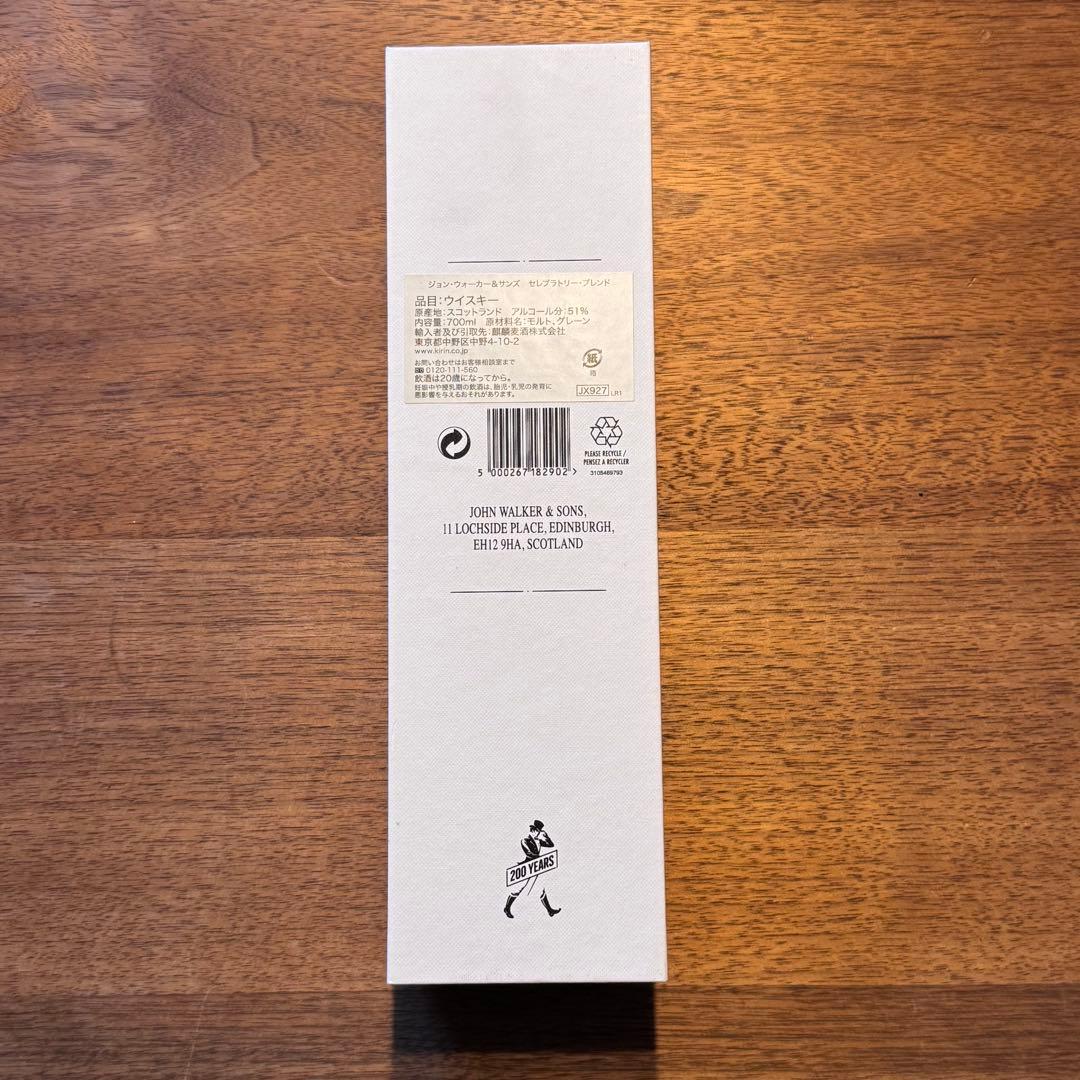 ジョン・ウォーカー&サンズ セレブラトリー・ブレンド
品目:ウイスキー
原産地:スコットランド アルコール分:51%
内容量:700ml 原材料名:モルト、グレーン
輸入者及び引取先:麒麟麦酒株式会社
東京都中野区中野4-10-2
www.kirin.co.jp
お問い合わせはお客様相談室まで
0120-111-560
飲酒は20歳になってから。
妊娠中や授乳期の飲酒は、胎児・乳児の発育に
悪影響を与えるおそれがあります。
紙
箱
JX927 LR1
5 000267 182902 >
PLEASE RECYCLE /
PENSEZ A RECYCLER
3105489793
JOHN WALKER & SONS,
11 LOCHSIDE PLACE, EDINBURGH,
EH12 9HA, SCOTLAND
200 YEARS